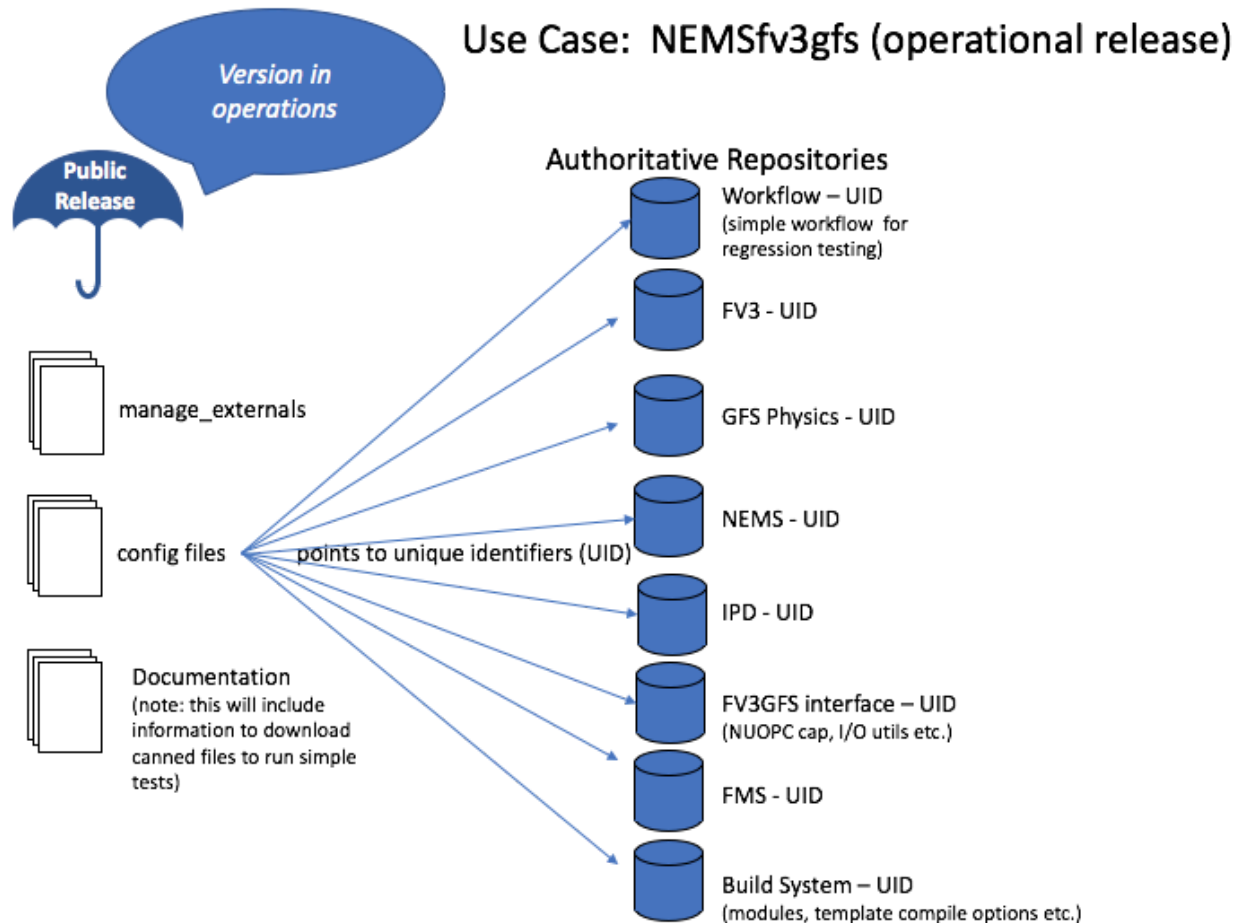 Use Case:  NEMSfv3gfs (operational release)
Version in
operations
Public
Release
Authoritative Repositories
Workflow – UID
(simple workflow  for
regression testing)
FV3 - UID
manage_externals
GFS Physics - UID
NEMS - UID
config files
points to unique identifiers (UID)
IPD - UID
Documentation
(note: this will include
information to download
canned files to run simple
tests)
FV3GFS interface – UID
(NUOPC cap, I/O utils etc.)
FMS - UID
Build System – UID
(modules, template compile options etc.)